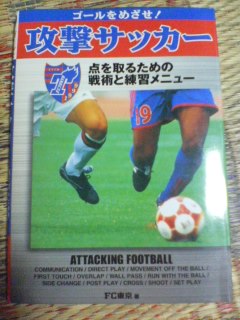 ゴールをめざせ!
攻撃サッカー
点を取るための
戦術と練習メニュー
9
ATTACKING FOOTBALL
COMMUNICATION / DIRECT PLAY / MOVEMENT OFF THE BALL /
FIRST TOUCH / OVERLAP / WALL PASS / RUN WITH THE BALL /
SIDE CHANGE / POST PLAY / CROSS / SHOOT / SET PLAY
FC東京 著